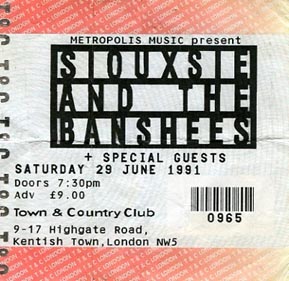 METROPOLIS MUSIC present
SIOUXSIE
AND THE
BANSHEES
+ SPECIAL GUESTS
SATURDAY 29 JUNE 1991
Doors 7:30pm
Adv £9.00
Town & Country Club
0965
9-17 Highgate Road,
Kentish Town, London NW5